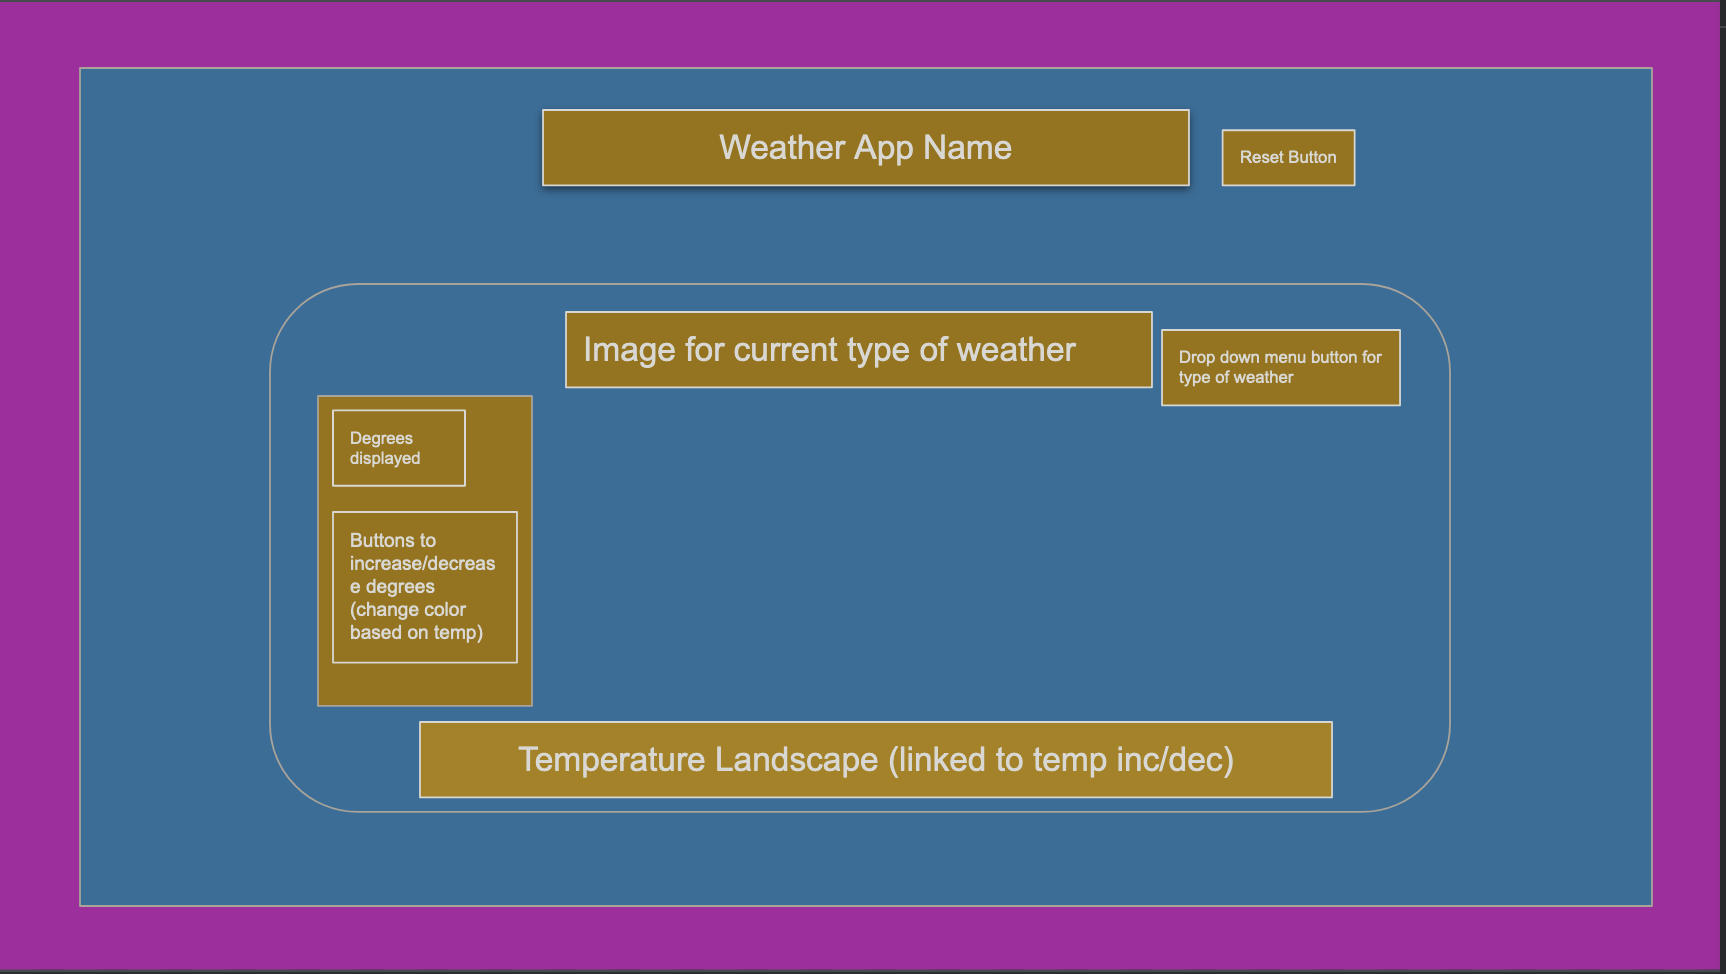 Weather App Name
Reset Button
Image for current type of weather
Drop down menu button for
type of weather
Degrees
displayed
Buttons to
increase/decreas
e degrees
(change color
based on temp)
Temperature Landscape (linked to temp inc/dec)